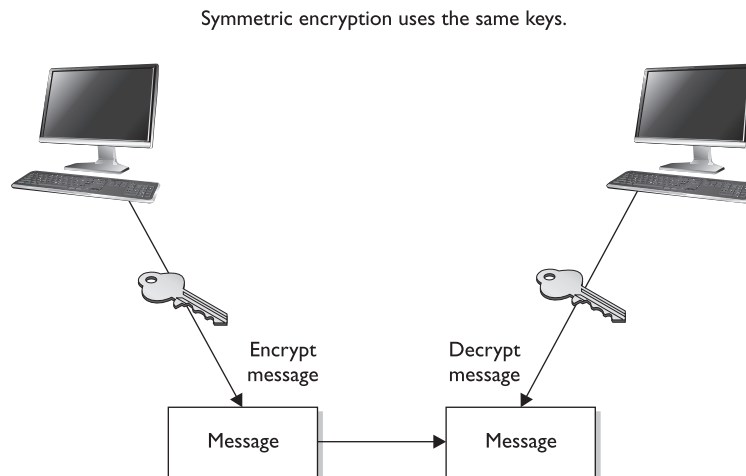 Symmetric encryption uses the same keys.
Encrypt
message
Decrypt
message
Message
Message